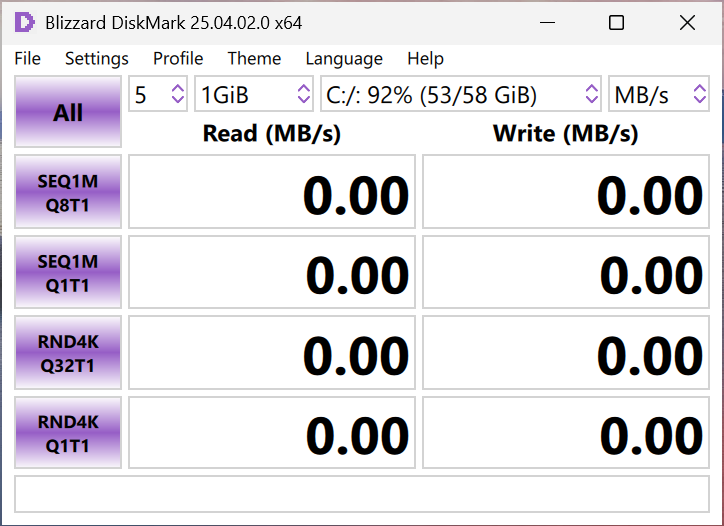 Blizzard DiskMark 25.04.02.0 x64
File Settings Profile Theme Language Help
All 5 1GiB C:/: 92% (53/58 GiB) MB/s
Read (MB/s) Write (MB/s)
SEQ1M
Q8T1
0.00 0.00
SEQ1M
Q1T1
0.00 0.00
RND4K
Q32T1
0.00 0.00
RND4K
Q1T1
0.00 0.00